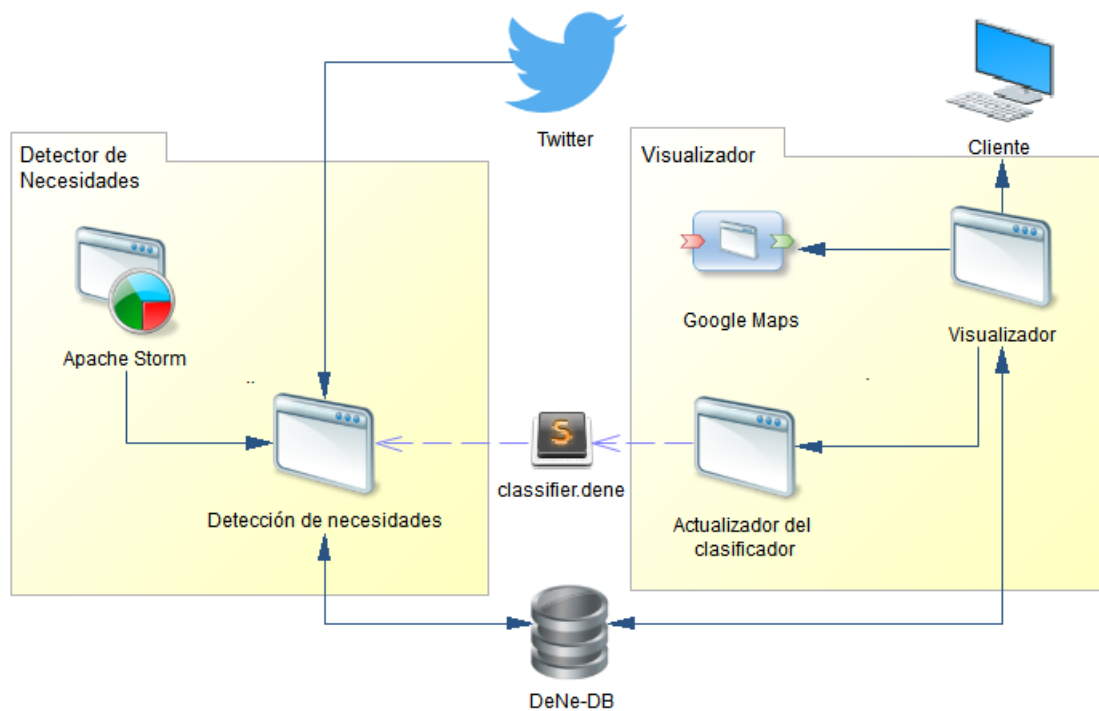 Twitter
Cliente
Detector de
Necesidades
Visualizador
Apache Storm
..
Google Maps
Visualizador
.
S
classifier.dene
Detección de necesidades
Actualizador del
clasificador
DeNe-DB